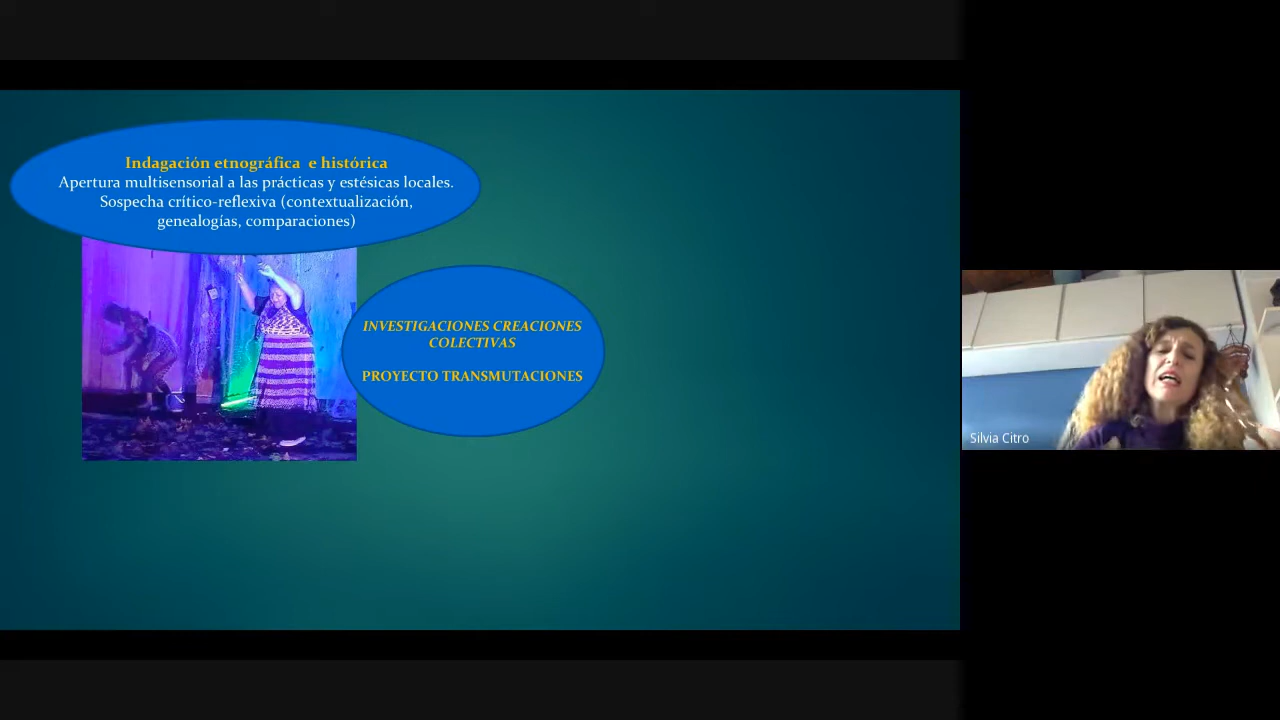 Indagación etnográfica e histórica
Apertura multisensorial a las prácticas y estésicas locales.
Sospecha crítico-reflexiva (contextualización,
genealogías, comparaciones)
INVESTIGACIONES CREACIONES
COLECTIVAS
PROYECTO TRANSMUTACIONES
Silvia Citro